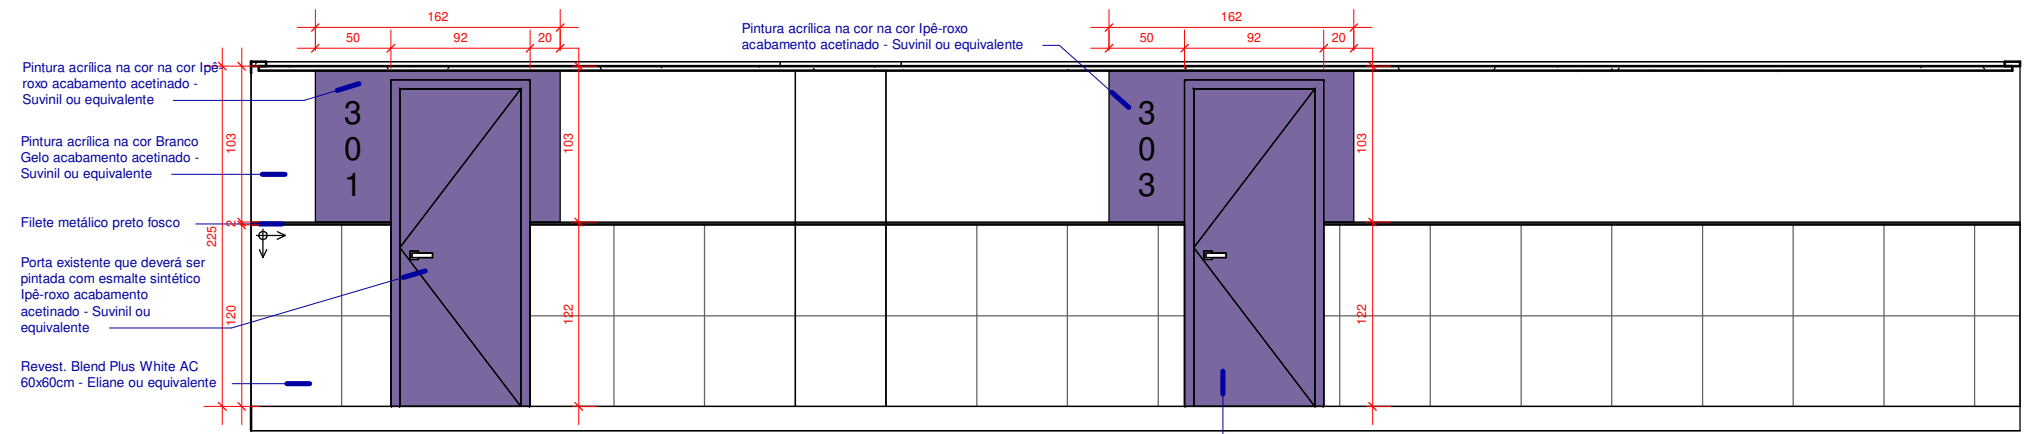 162
50
92
20
Pintura acrílica na cor na cor Ipê-roxo
acabamento acetinado - Suvinil ou equivalente
162
50
92
20
Pintura acrílica na cor na cor Ipê-
roxo acabamento acetinado -
Suvinil ou equivalente
3
0
1
3
0
3
Pintura acrílica na cor Branco
Gelo acabamento acetinado -
Suvinil ou equivalente
103
103
103
Filete metálico preto fosco
2
225
Porta existente que deverá ser
pintada com esmalte sintético
Ipê-roxo acabamento
acetinado - Suvinil ou
equivalente
120
122
122
Revest. Blend Plus White AC
60x60cm - Eliane ou equivalente